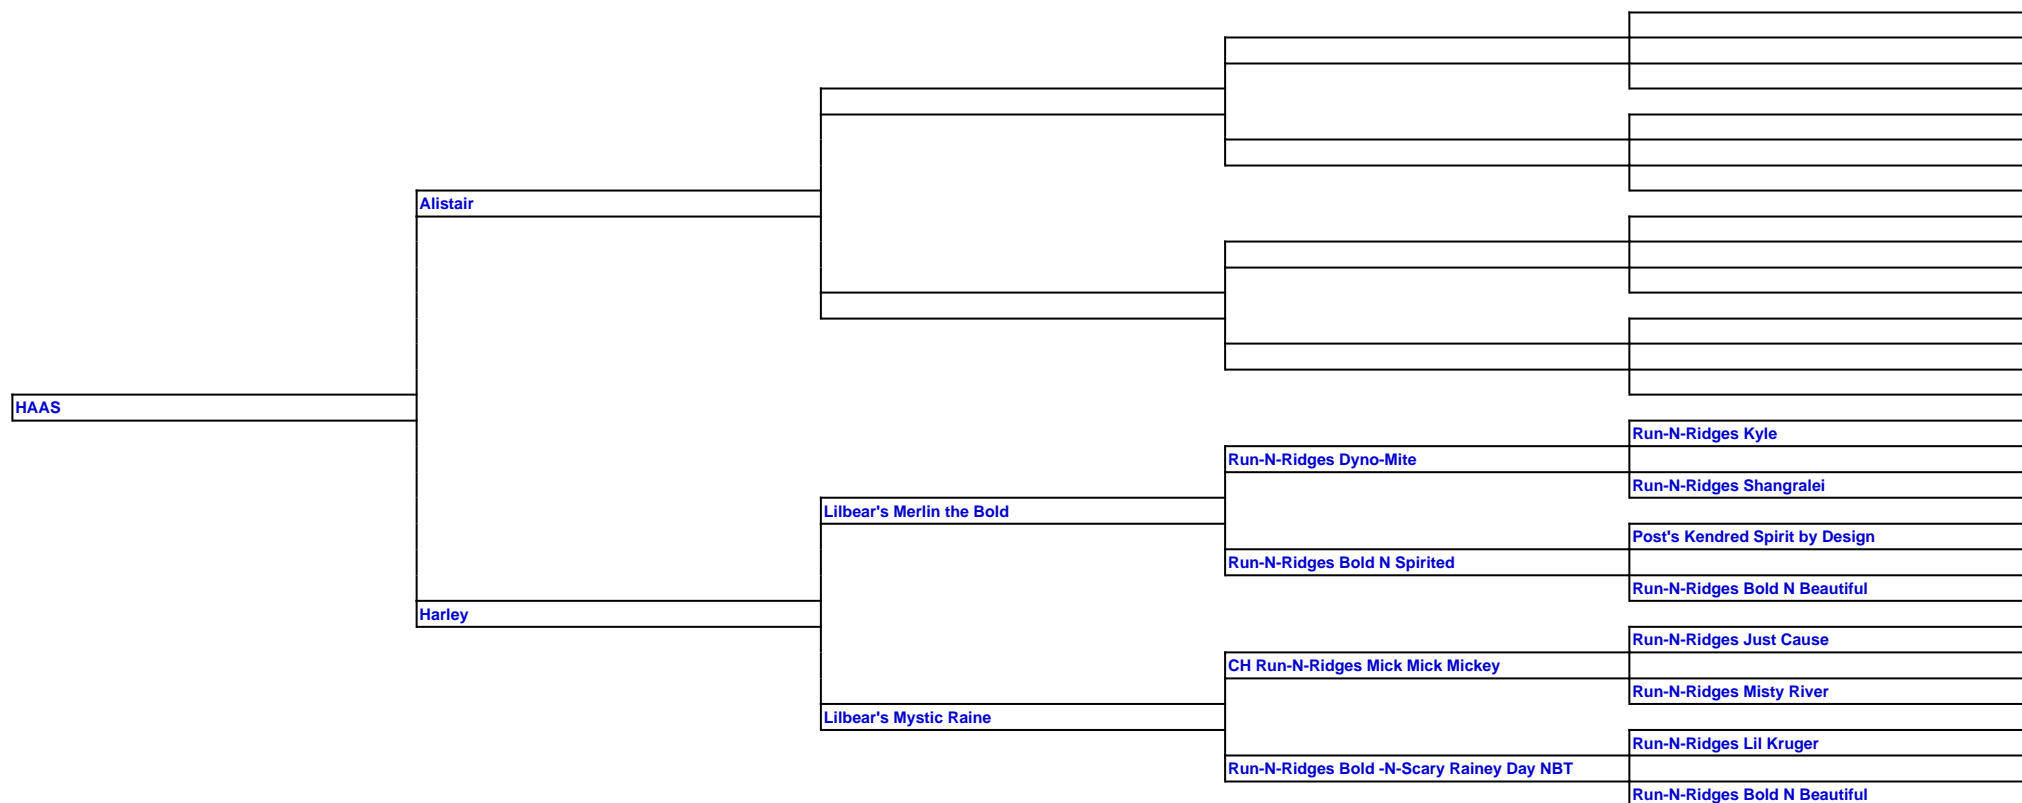 Alistair
HAAS
Run-N-Ridges Kyle
Run-N-Ridges Dyno-Mite
Run-N-Ridges Shangralei
Lilbear's Merlin the Bold
Post's Kendred Spirit by Design
Run-N-Ridges Bold N Spirited
Run-N-Ridges Bold N Beautiful
Harley
Run-N-Ridges Just Cause
CH Run-N-Ridges Mick Mick Mickey
Run-N-Ridges Misty River
Lilbear's Mystic Raine
Run-N-Ridges Lil Kruger
Run-N-Ridges Bold -N-Scary Rainey Day NBT
Run-N-Ridges Bold N Beautiful